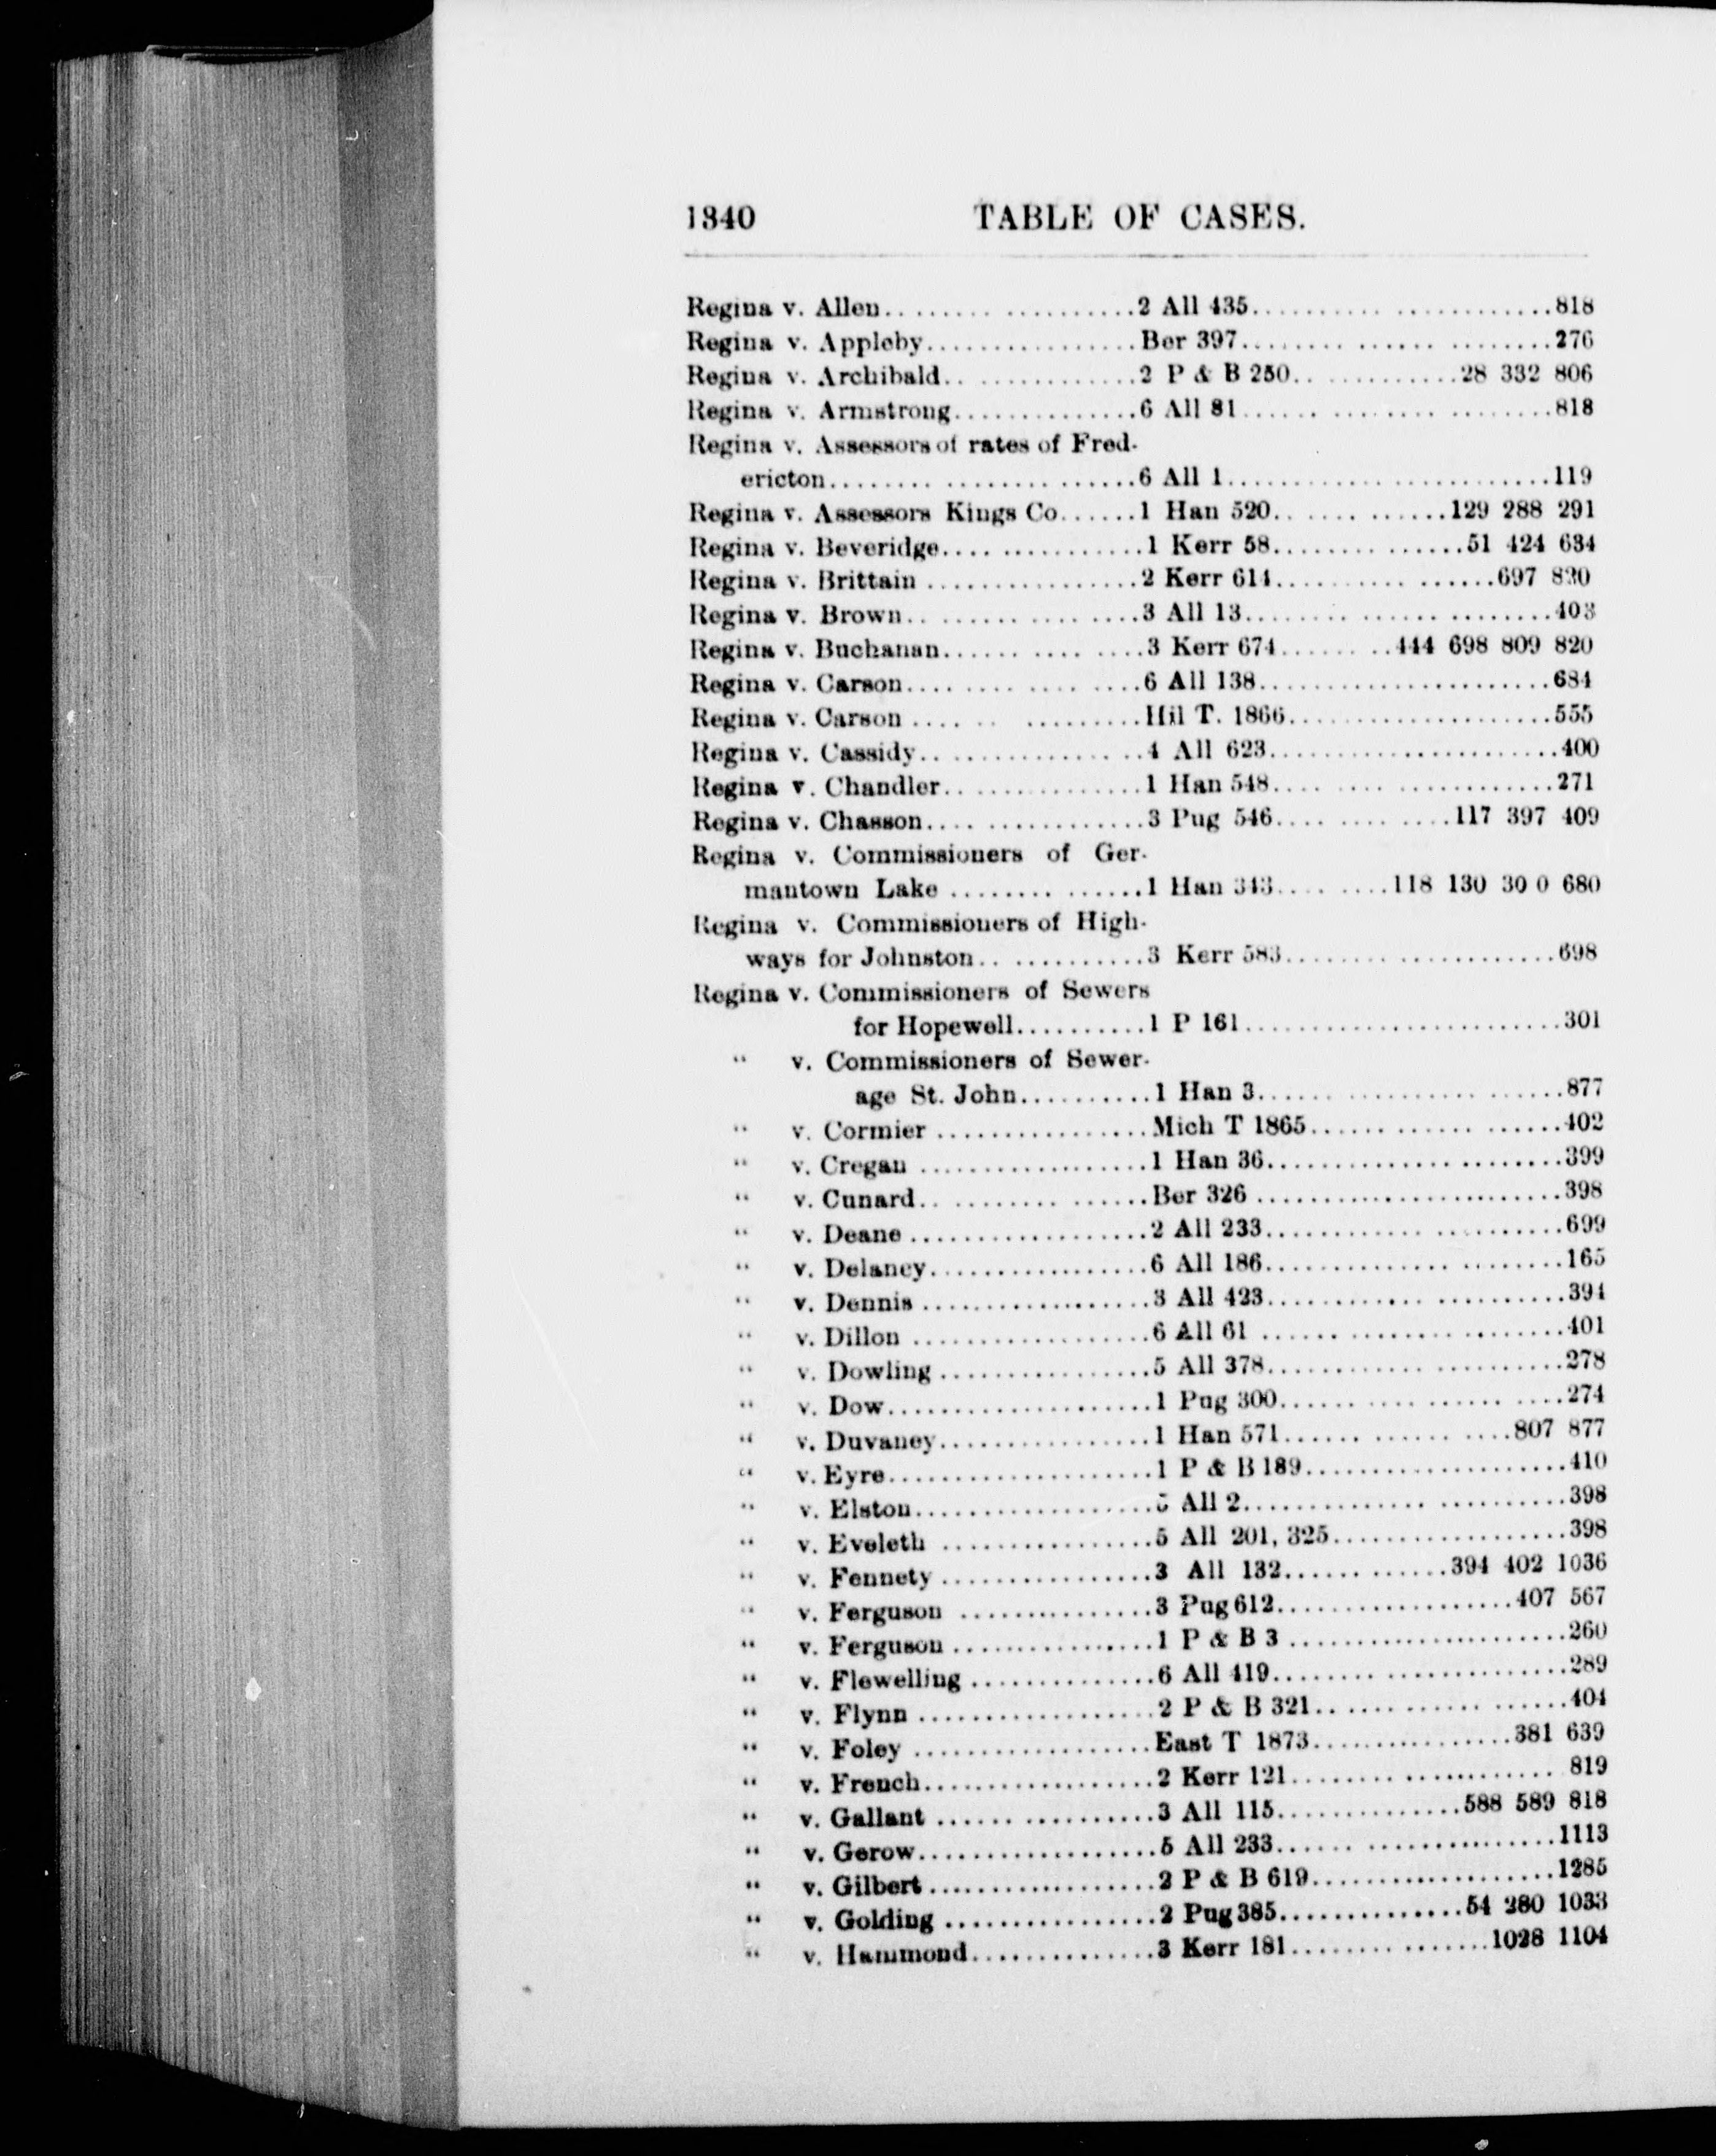 1340 TABLE OF CASES.
Regina v. Allen.................2 All 435.................818
Regina v. Appleby.................Ber 397.................276
Regina v. Archibald.................2 P & B 250.................28 332 806
Regina v. Armstrong.................6 All 81.................818
Regina v. Assessors of rates of Fred-
ericton.................6 All 1.................119
Regina v. Assessors Kings Co......1 Han 520.................129 288 291
Regina v. Beveridge.................1 Kerr 58.................51 424 634
Regina v. Brittain.................2 Kerr 614.................697 820
Regina v. Brown.................3 All 13.................403
Regina v. Buchanan.................3 Kerr 674.................444 698 809 820
Regina v. Carson.................6 All 138.................684
Regina v. Carson.................Hil T. 1866.................555
Regina v. Cassidy.................4 All 623.................400
Regina v. Chandler.................1 Han 548.................271
Regina v. Chasson.................3 Pug 546.................117 397 409
Regina v. Commissioners of Ger-
mantown Lake.................1 Han 343.................118 130 30 0 680
Regina v. Commissioners of High-
ways for Johnston.................3 Kerr 583.................698
Regina v. Commissioners of Sewers
for Hopewell.................1 P 161.................301
" v. Commissioners of Sewer-
age St. John.................1 Han 3.................877
" v. Cormier.................Mich T 1865.................402
" v. Cregan.................1 Han 36.................399
" v. Cunard.................Ber 326.................398
" v. Deane.................2 All 233.................699
" v. Delaney.................6 All 186.................165
" v. Dennis.................3 All 423.................394
" v. Dillon.................6 All 61.................401
" v. Dowling.................5 All 378.................278
" v. Dow.................1 Pug 300.................274
" v. Duvaney.................1 Han 571.................807 877
" v. Eyre.................1 P & B 189.................410
" v. Elston.................5 All 2.................398
" v. Eveleth.................5 All 201, 325.................398
" v. Fennety.................3 All 132.................394 402 1036
" v. Ferguson.................3 Pug 612.................407 567
" v. Ferguson.................1 P & B 3.................260
" v. Flewelling.................6 All 419.................289
" v. Flynn.................2 P & B 321.................404
" v. Foley.................East T 1873.................381 639
" v. French.................2 Kerr 121.................819
" v. Gallant.................3 All 115.................588 589 818
" v. Gerow.................5 All 233.................1113
" v. Gilbert.................2 P & B 619.................1285
" v. Golding.................2 Pug 385.................54 280 1033
" v. Hammond.................3 Kerr 181.................1028 1104